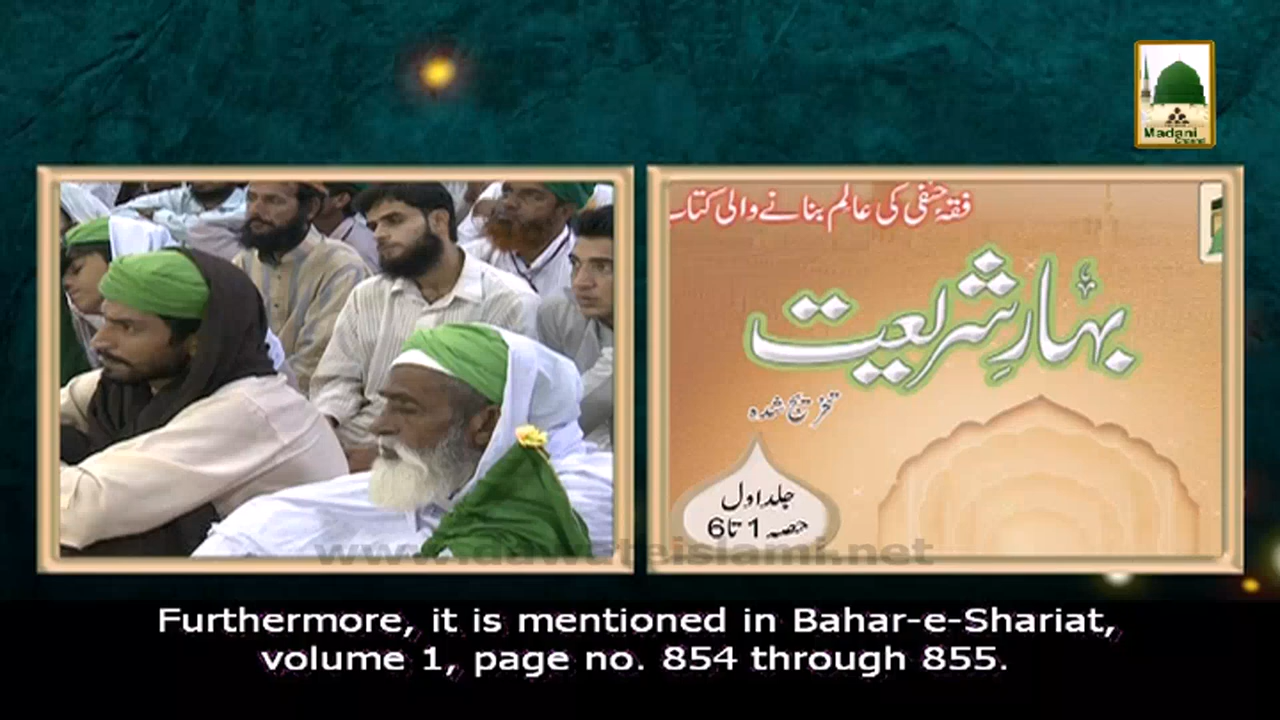 Madani
Channel
فقہ حنفی کی عالم بنانے والی کتاب
بہار شریعت
تخریج شدہ
جلد اول
حصہ 1 تا 6
www.dawateislami.net
Furthermore, it is mentioned in Bahar-e-Shariat,
volume 1, page no. 854 through 855.